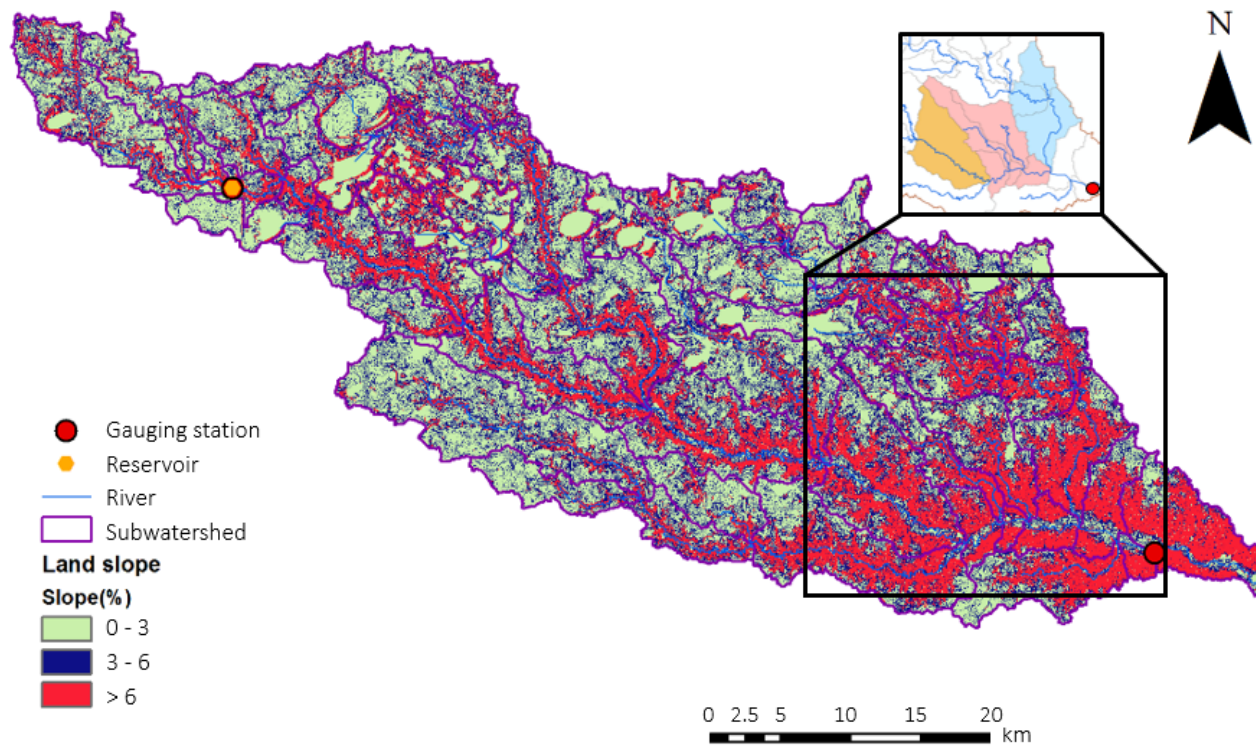 N
Gauging station
Reservoir
River
Subwatershed
Land slope
Slope(%)
0 - 3
3 - 6
> 6
0 2.5 5 10 15 20
km